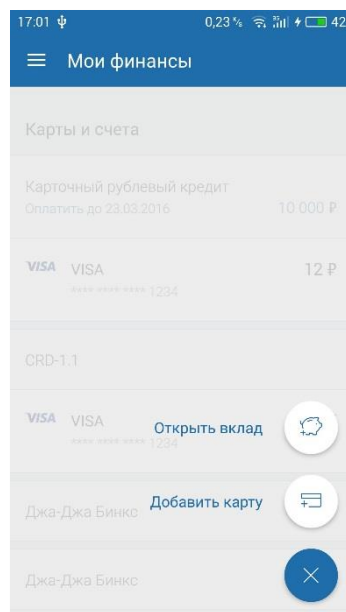 17:01 0,23 ᴷ/s 42
Мои финансы
Карты и счета
Карточный рублевый кредит
Оплатить до 23.03.2016 10 000 ₽
VISA VISA 12 ₽
**** **** **** 1234
CRD-1.1
VISA VISA
**** **** **** 1234
Открыть вклад
Джа-Джа Бинкс
Добавить карту
Джа-Джа Бинкс